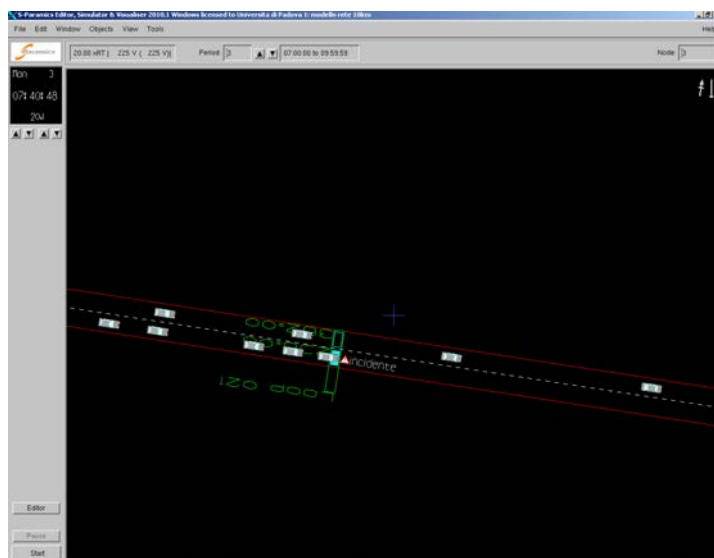 S-Paramics Editor, Simulator & Visualiser 2010.1 Windows licensed to Universita di Padova 1: modello rete 10km
File Edit Window Objects View Tools Help
20.00 xRT| 225 V ( 225 V)| Period 3 07:00:00 to 09:59:59 Node 3
Mon 3
07:40:48
incidente
Editor
Pause
Start